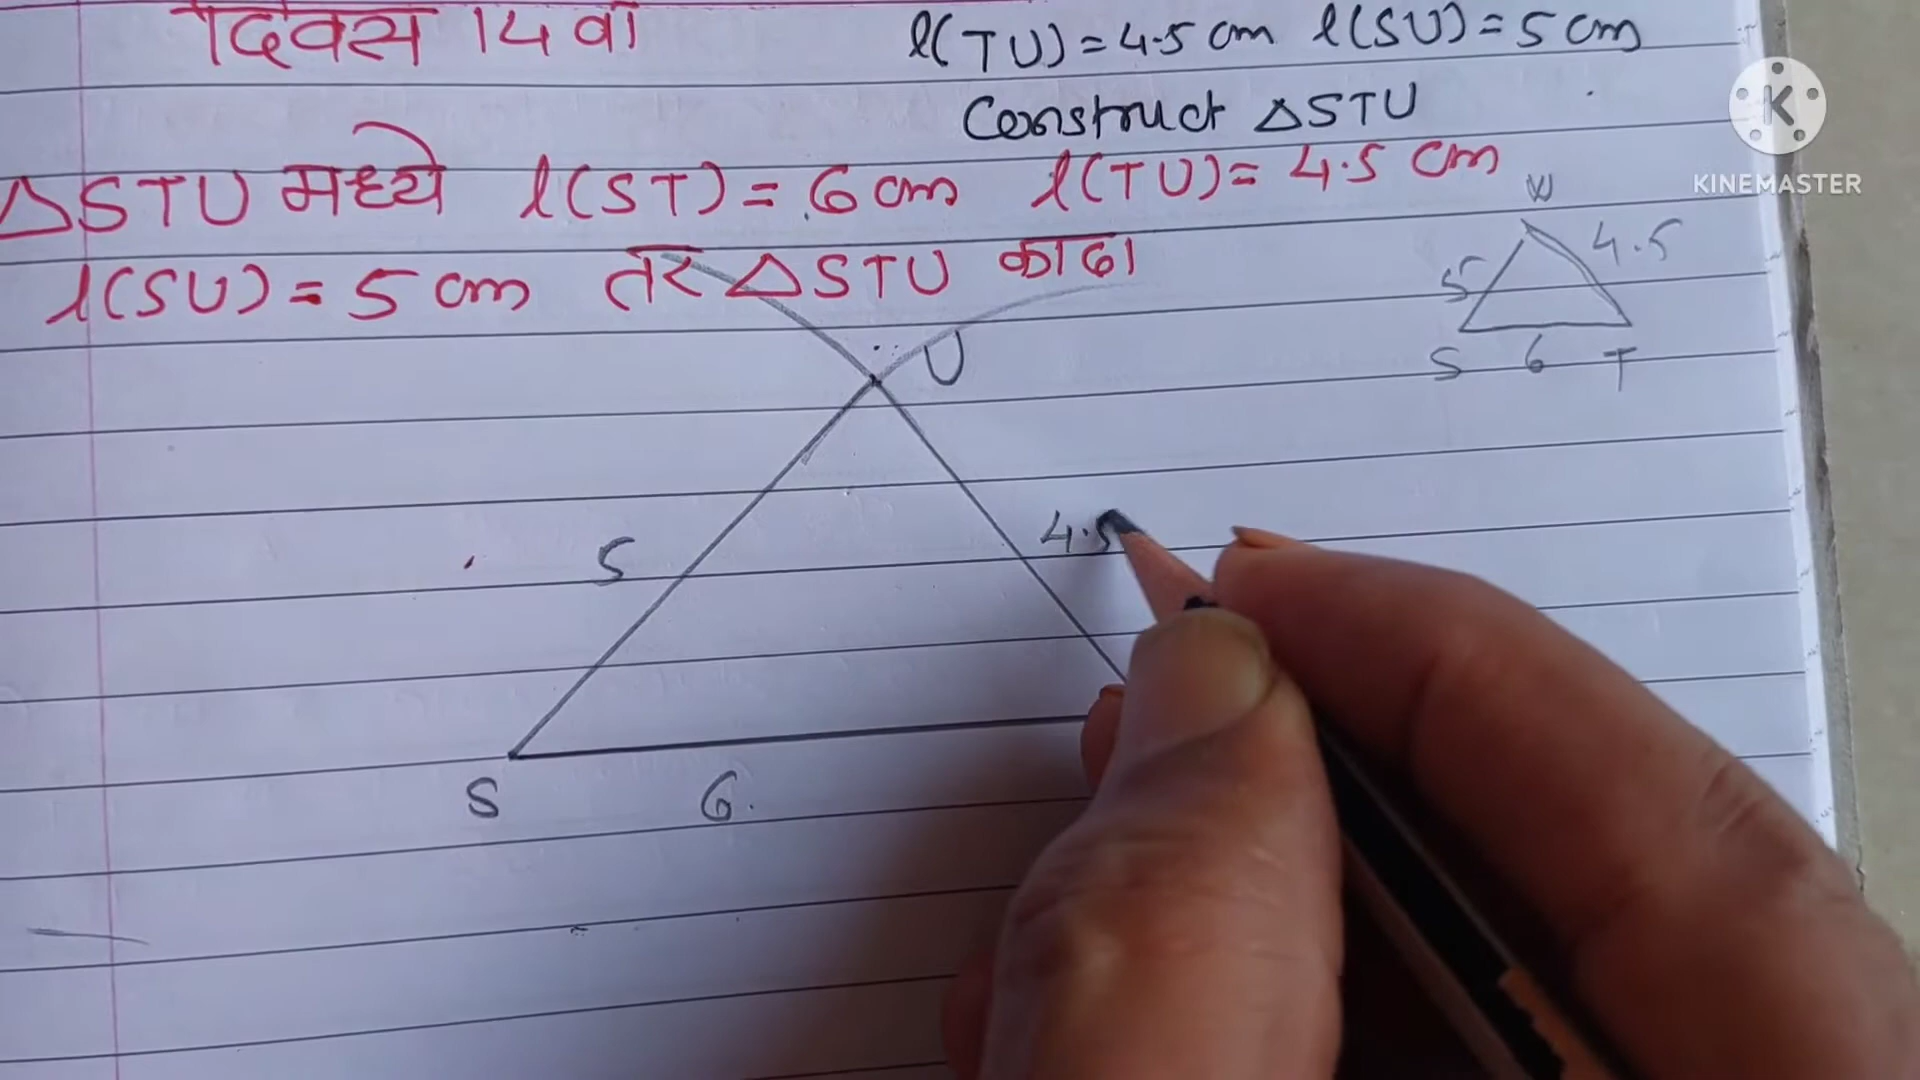 दिवस 14 वा
l(TU) = 4.5 cm l(SU) = 5 cm
Construct △STU
△STU मध्ये l(ST) = 6 cm l(TU) = 4.5 cm
l(SU) = 5 cm तर △STU काढा
K
KINEMASTER
U
4.5
5
S 6 T
U
4.5
5
S 6.